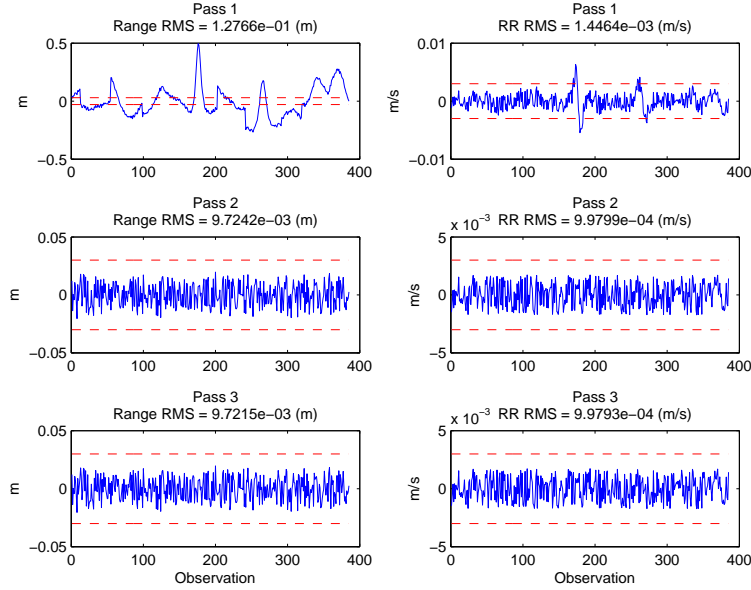 Pass 1
Range RMS = 1.2766e−01 (m)
0.5
0
−0.5
m
0 100 200 300 400
Pass 1
RR RMS = 1.4464e−03 (m/s)
0.01
0
−0.01
m/s
0 100 200 300 400
Pass 2
Range RMS = 9.7242e−03 (m)
0.05
0
−0.05
m
0 100 200 300 400
Pass 2
x 10−3 RR RMS = 9.9799e−04 (m/s)
5
0
−5
m/s
0 100 200 300 400
Pass 3
Range RMS = 9.7215e−03 (m)
0.05
0
−0.05
m
0 100 200 300 400
Observation
Pass 3
x 10−3 RR RMS = 9.9793e−04 (m/s)
5
0
−5
m/s
0 100 200 300 400
Observation